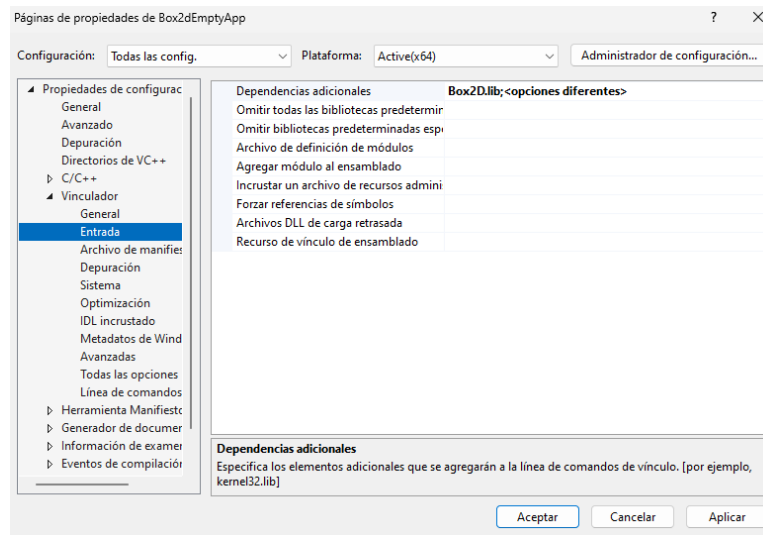 Páginas de propiedades de Box2dEmptyApp ? X
Configuración: Todas las config. Plataforma: Active(x64) Administrador de configuración...
Propiedades de configurac
General
Avanzado
Depuración
Directorios de VC++
C/C++
Vinculador
General
Entrada
Archivo de manifies
Depuración
Sistema
Optimización
IDL incrustado
Metadatos de Wind
Avanzadas
Todas las opciones
Línea de comandos
Herramienta Manifiestc
Generador de documer
Información de examer
Eventos de compilaciór
Dependencias adicionales Box2D.lib;<opciones diferentes>
Omitir todas las bibliotecas predetermir
Omitir bibliotecas predeterminadas espe
Archivo de definición de módulos
Agregar módulo al ensamblado
Incrustar un archivo de recursos admini
Forzar referencias de símbolos
Archivos DLL de carga retrasada
Recurso de vínculo de ensamblado
Dependencias adicionales
Especifica los elementos adicionales que se agregarán a la línea de comandos de vínculo. [por ejemplo,
kernel32.lib]
Aceptar Cancelar Aplicar